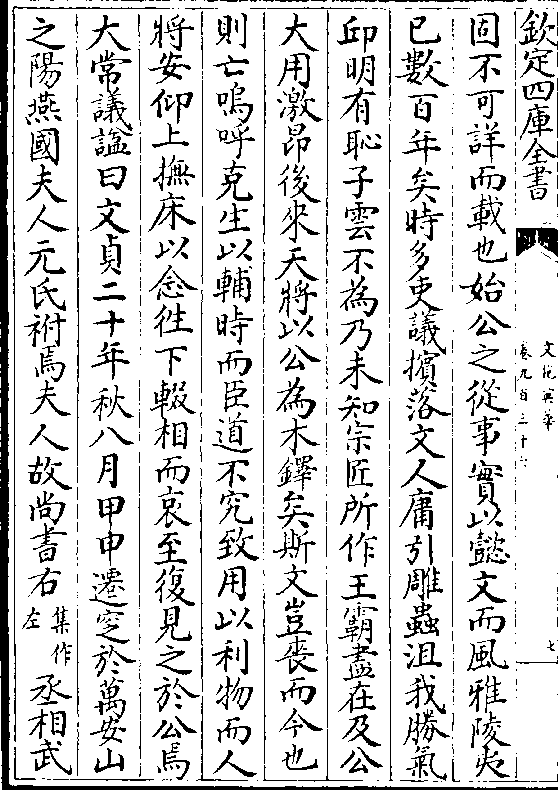 欽定四庫全書
文苑英華
卷九百三十六
七
固不可詳而載也始公之從事實以懿文而風雅陵夷
已數百年矣時多吏議擯落文人庸引雕蟲沮我勝氣
邱明有恥子雲不為乃未知宗匠所作王霸盡在及公
大用激昂後來天將以公為木鐸矣斯文豈喪而今也
則亡嗚呼克生以輔時而臣道不究致用以利物而人
將安仰上撫床以念徃下輟相而哀至復見之於公焉
大常議諡曰文貞二十年秋八月甲申遷窆於萬安山
之陽燕國夫人元氏祔焉夫人故尚書右集作左丞相武